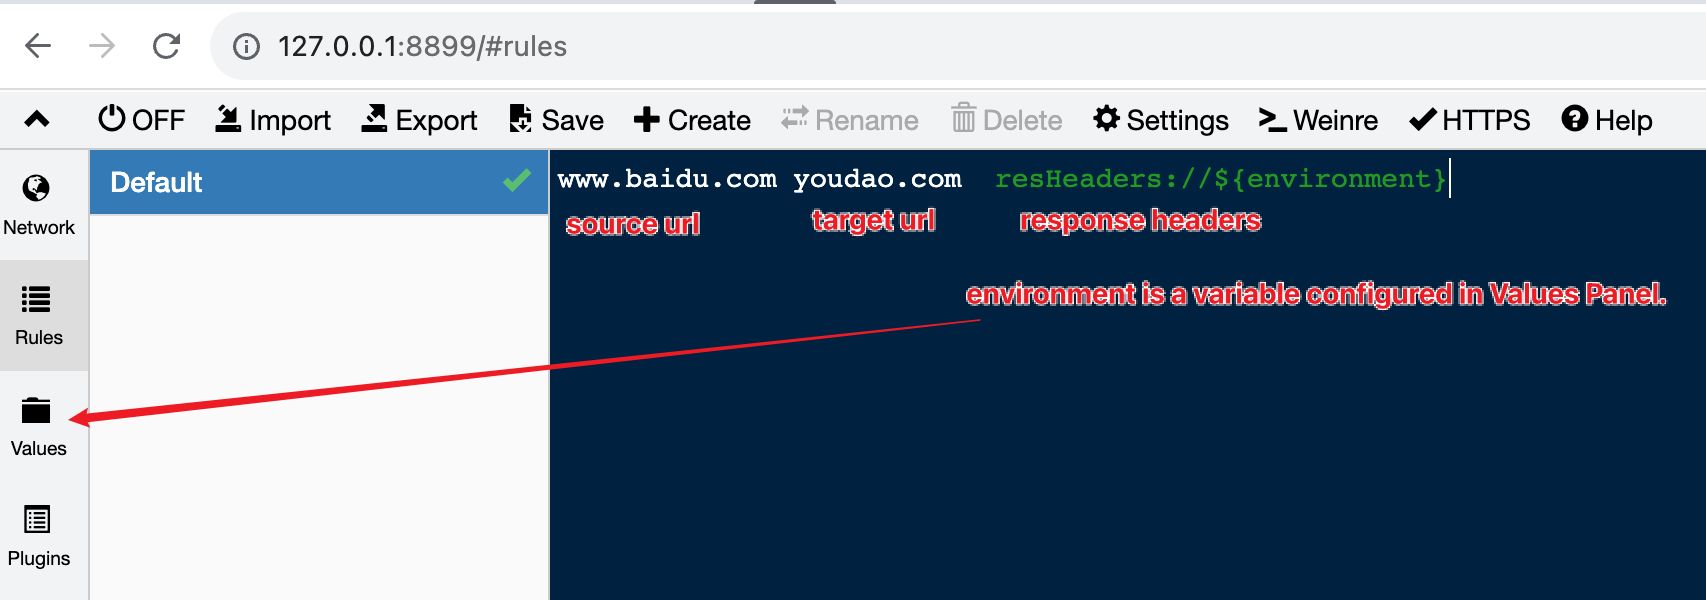 127.0.0.1:8899/#rules
OFF Import Export Save Create Rename Delete Settings Weinre HTTPS Help
Network
Rules
Values
Plugins
Default
www.baidu.com youdao.com resHeaders://${environment}
source url target url response headers
environment is a variable configured in Values Panel.